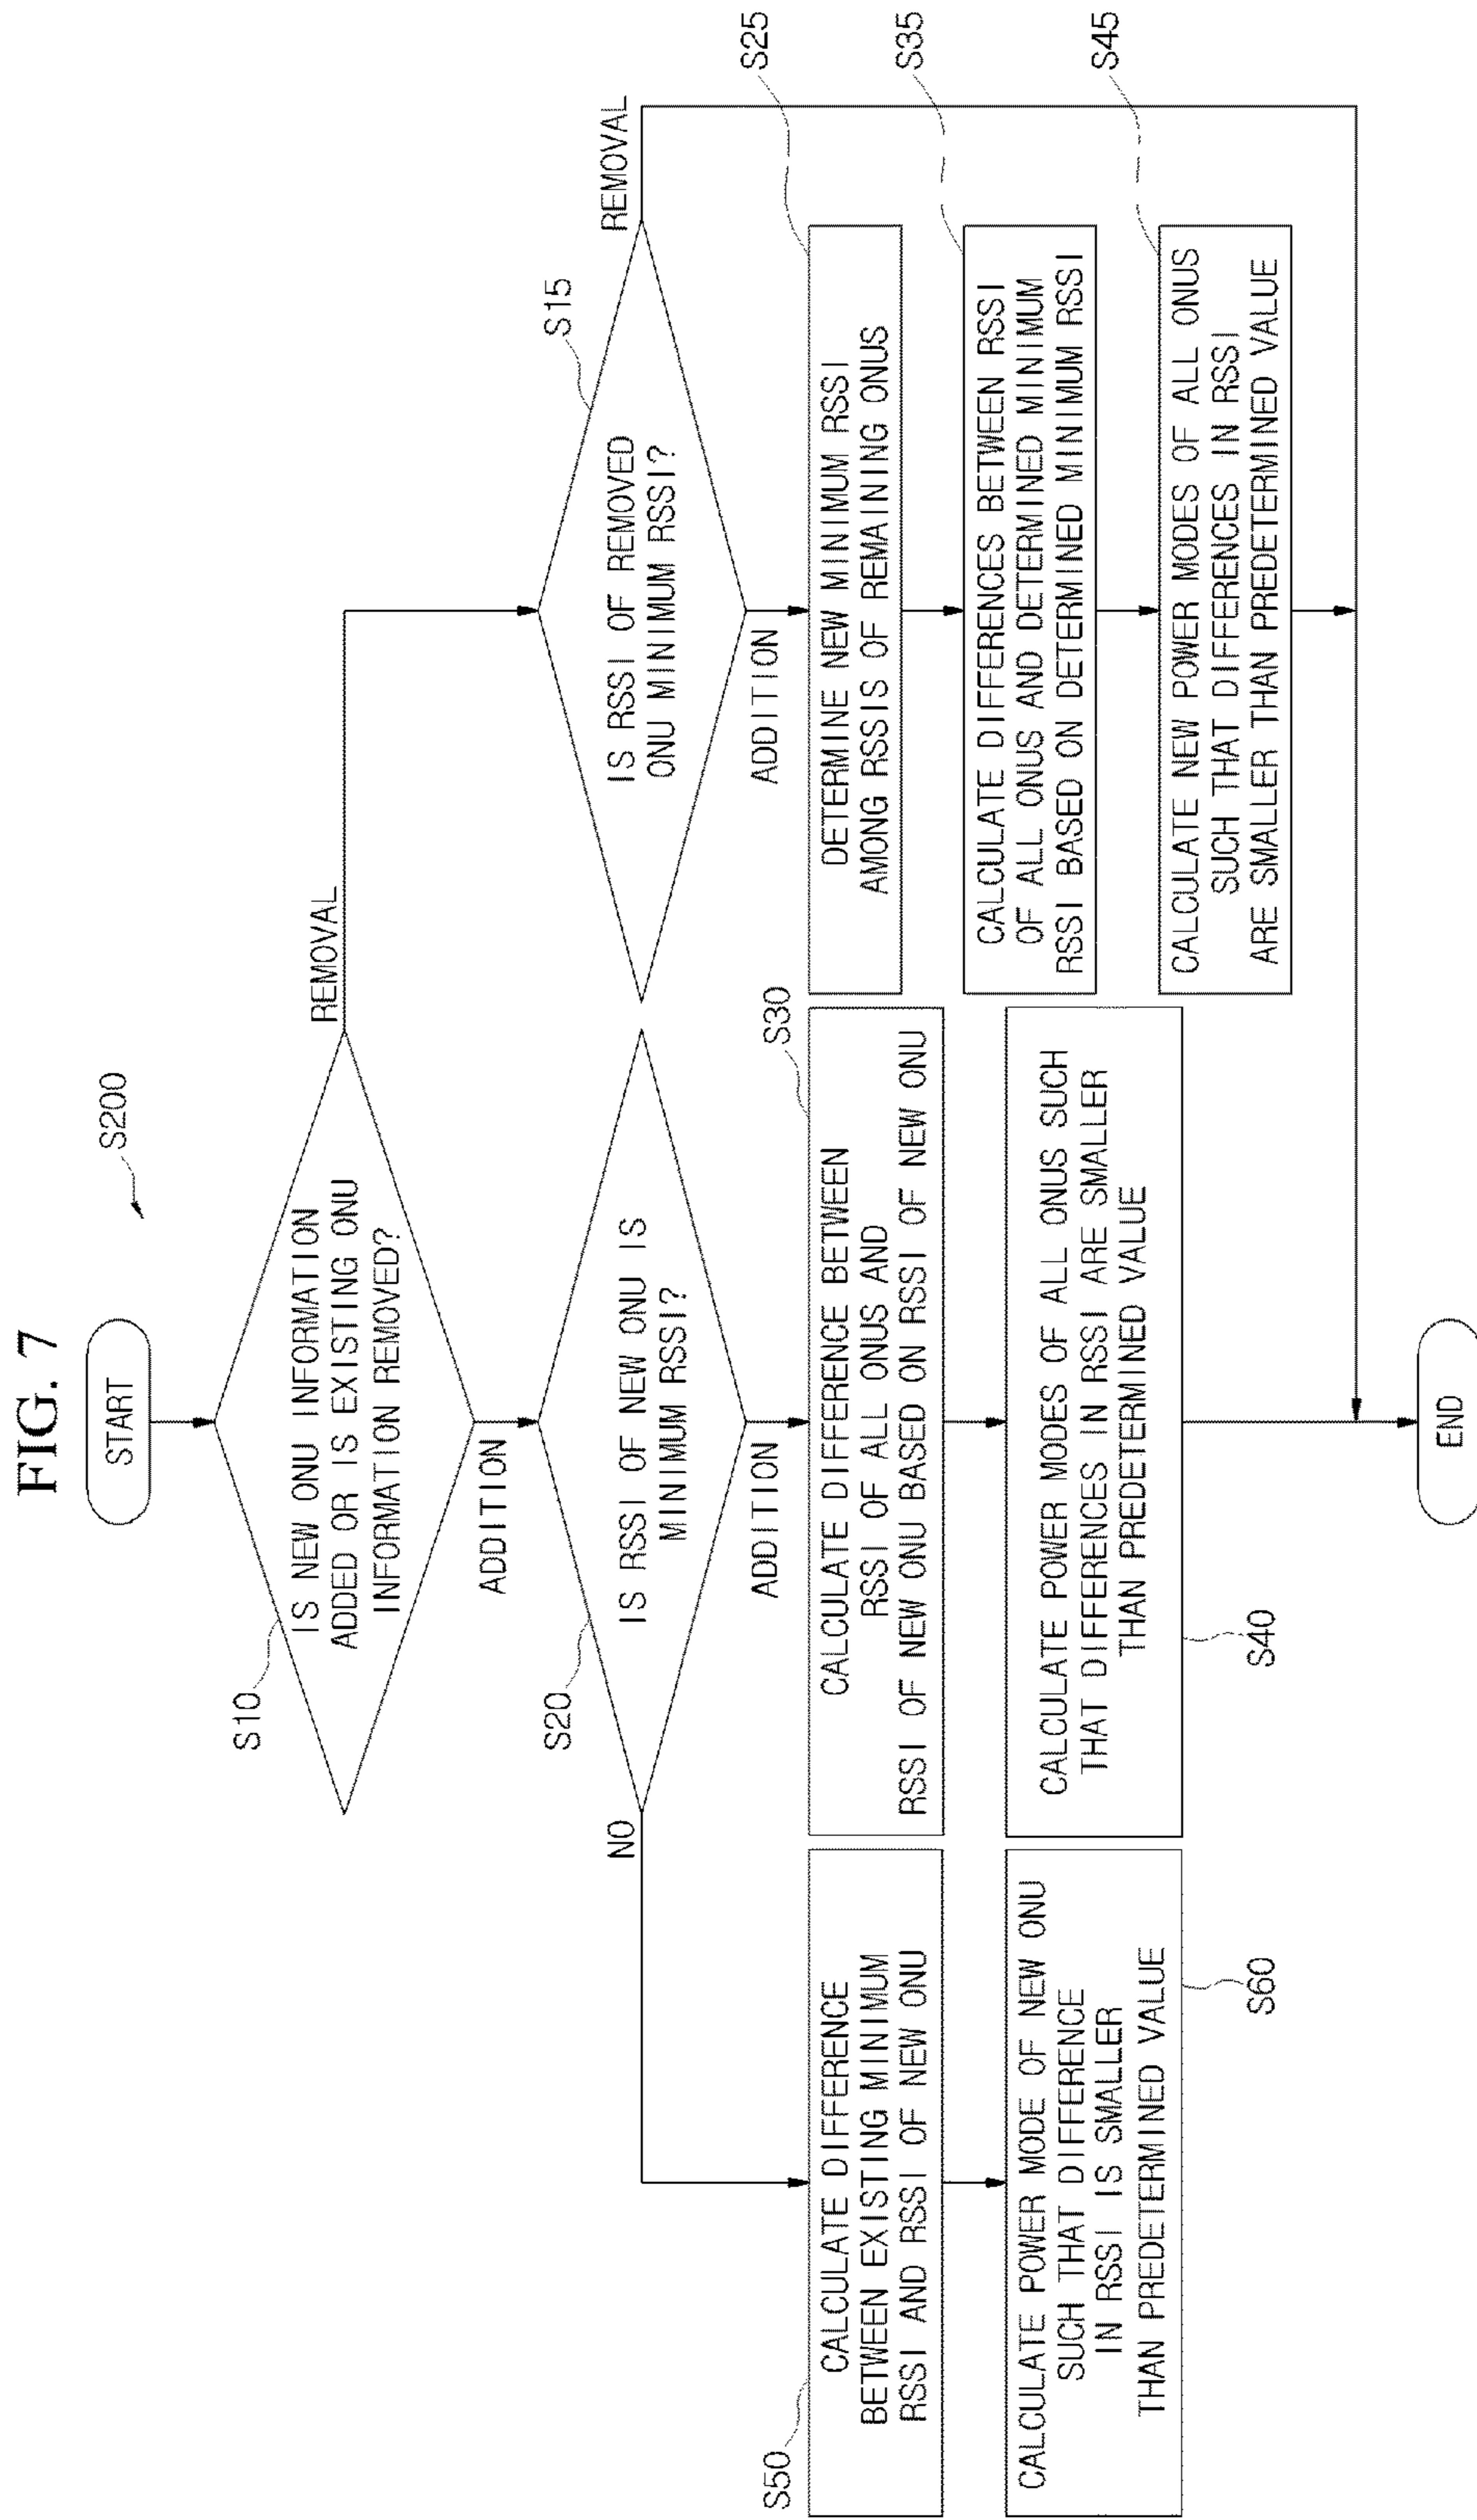 FIG. 7
START
S200
S10
IS NEW ONU INFORMATION
ADDED OR IS EXISTING ONU
INFORMATION REMOVED?
REMOVAL
ADDITION
S20
IS RSSI OF NEW ONU IS
MINIMUM RSSI?
NO
ADDITION
S15
IS RSSI OF REMOVED
ONU MINIMUM RSSI?
REMOVAL
ADDITION
S50
CALCULATE DIFFERENCE
BETWEEN EXISTING MINIMUM
RSSI AND RSSI OF NEW ONU
S30
CALCULATE DIFFERENCE BETWEEN
RSSI OF ALL ONUS AND
RSSI OF NEW ONU BASED ON RSSI OF NEW ONU
S25
DETERMINE NEW MINIMUM RSSI
AMONG RSSIS OF REMAINING ONUS
S35
CALCULATE DIFFERENCES BETWEEN RSSI
OF ALL ONUS AND DETERMINED MINIMUM
RSSI BASED ON DETERMINED MINIMUM RSSI
CALCULATE POWER MODE OF NEW ONU
SUCH THAT DIFFERENCE
IN RSSI IS SMALLER
THAN PREDETERMINED VALUE
S60
CALCULATE POWER MODES OF ALL ONUS SUCH
THAT DIFFERENCES IN RSSI ARE SMALLER
THAN PREDETERMINED VALUE
S40
S45
CALCULATE NEW POWER MODES OF ALL ONUS
SUCH THAT DIFFERENCES IN RSSI
ARE SMALLER THAN PREDETERMINED VALUE
END